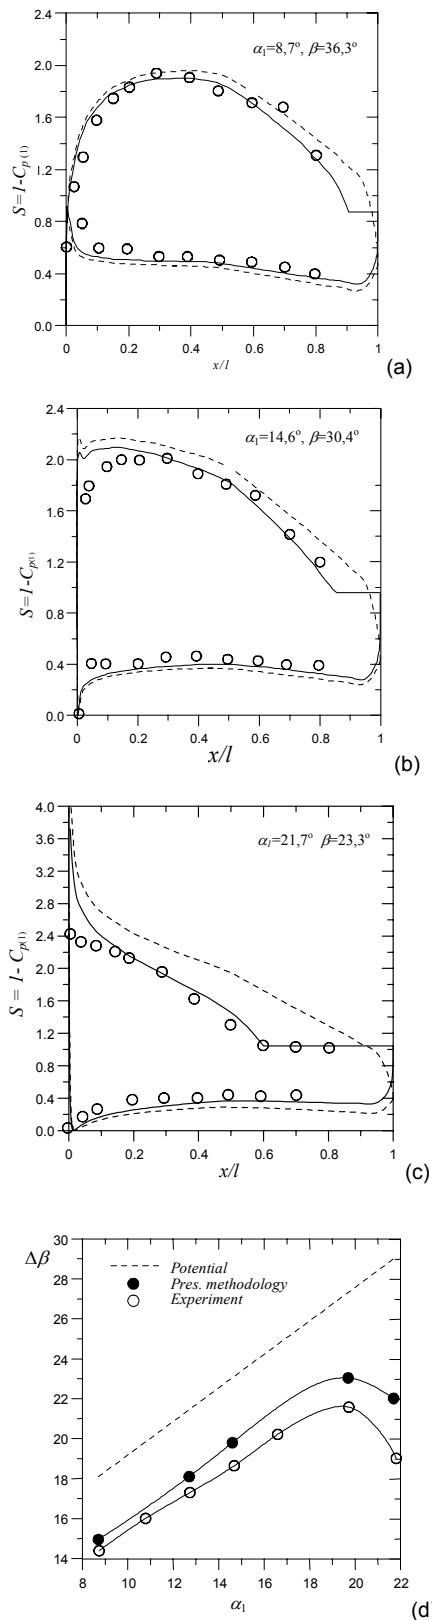 α₁=8,7°, β=36,3°
S=1-Cp(1)
2.4
2.0
1.6
1.2
0.8
0.4
0.0
0 0.2 0.4 0.6 0.8 1
x/l
(a)
α₁=14,6°, β=30,4°
S=1-Cp(1)
2.4
2.0
1.6
1.2
0.8
0.4
0.0
0 0.2 0.4 0.6 0.8 1
x/l
(b)
α₁=21,7° β=23,3°
S = 1- Cp(1)
4.0
3.6
3.2
2.8
2.4
2.0
1.6
1.2
0.8
0.4
0.0
0 0.2 0.4 0.6 0.8 1
x/l
(c)
Δβ
30
28
26
24
22
20
18
16
14
Potential
Pres. methodology
Experiment
8 10 12 14 16 18 20 22
α₁
(d)